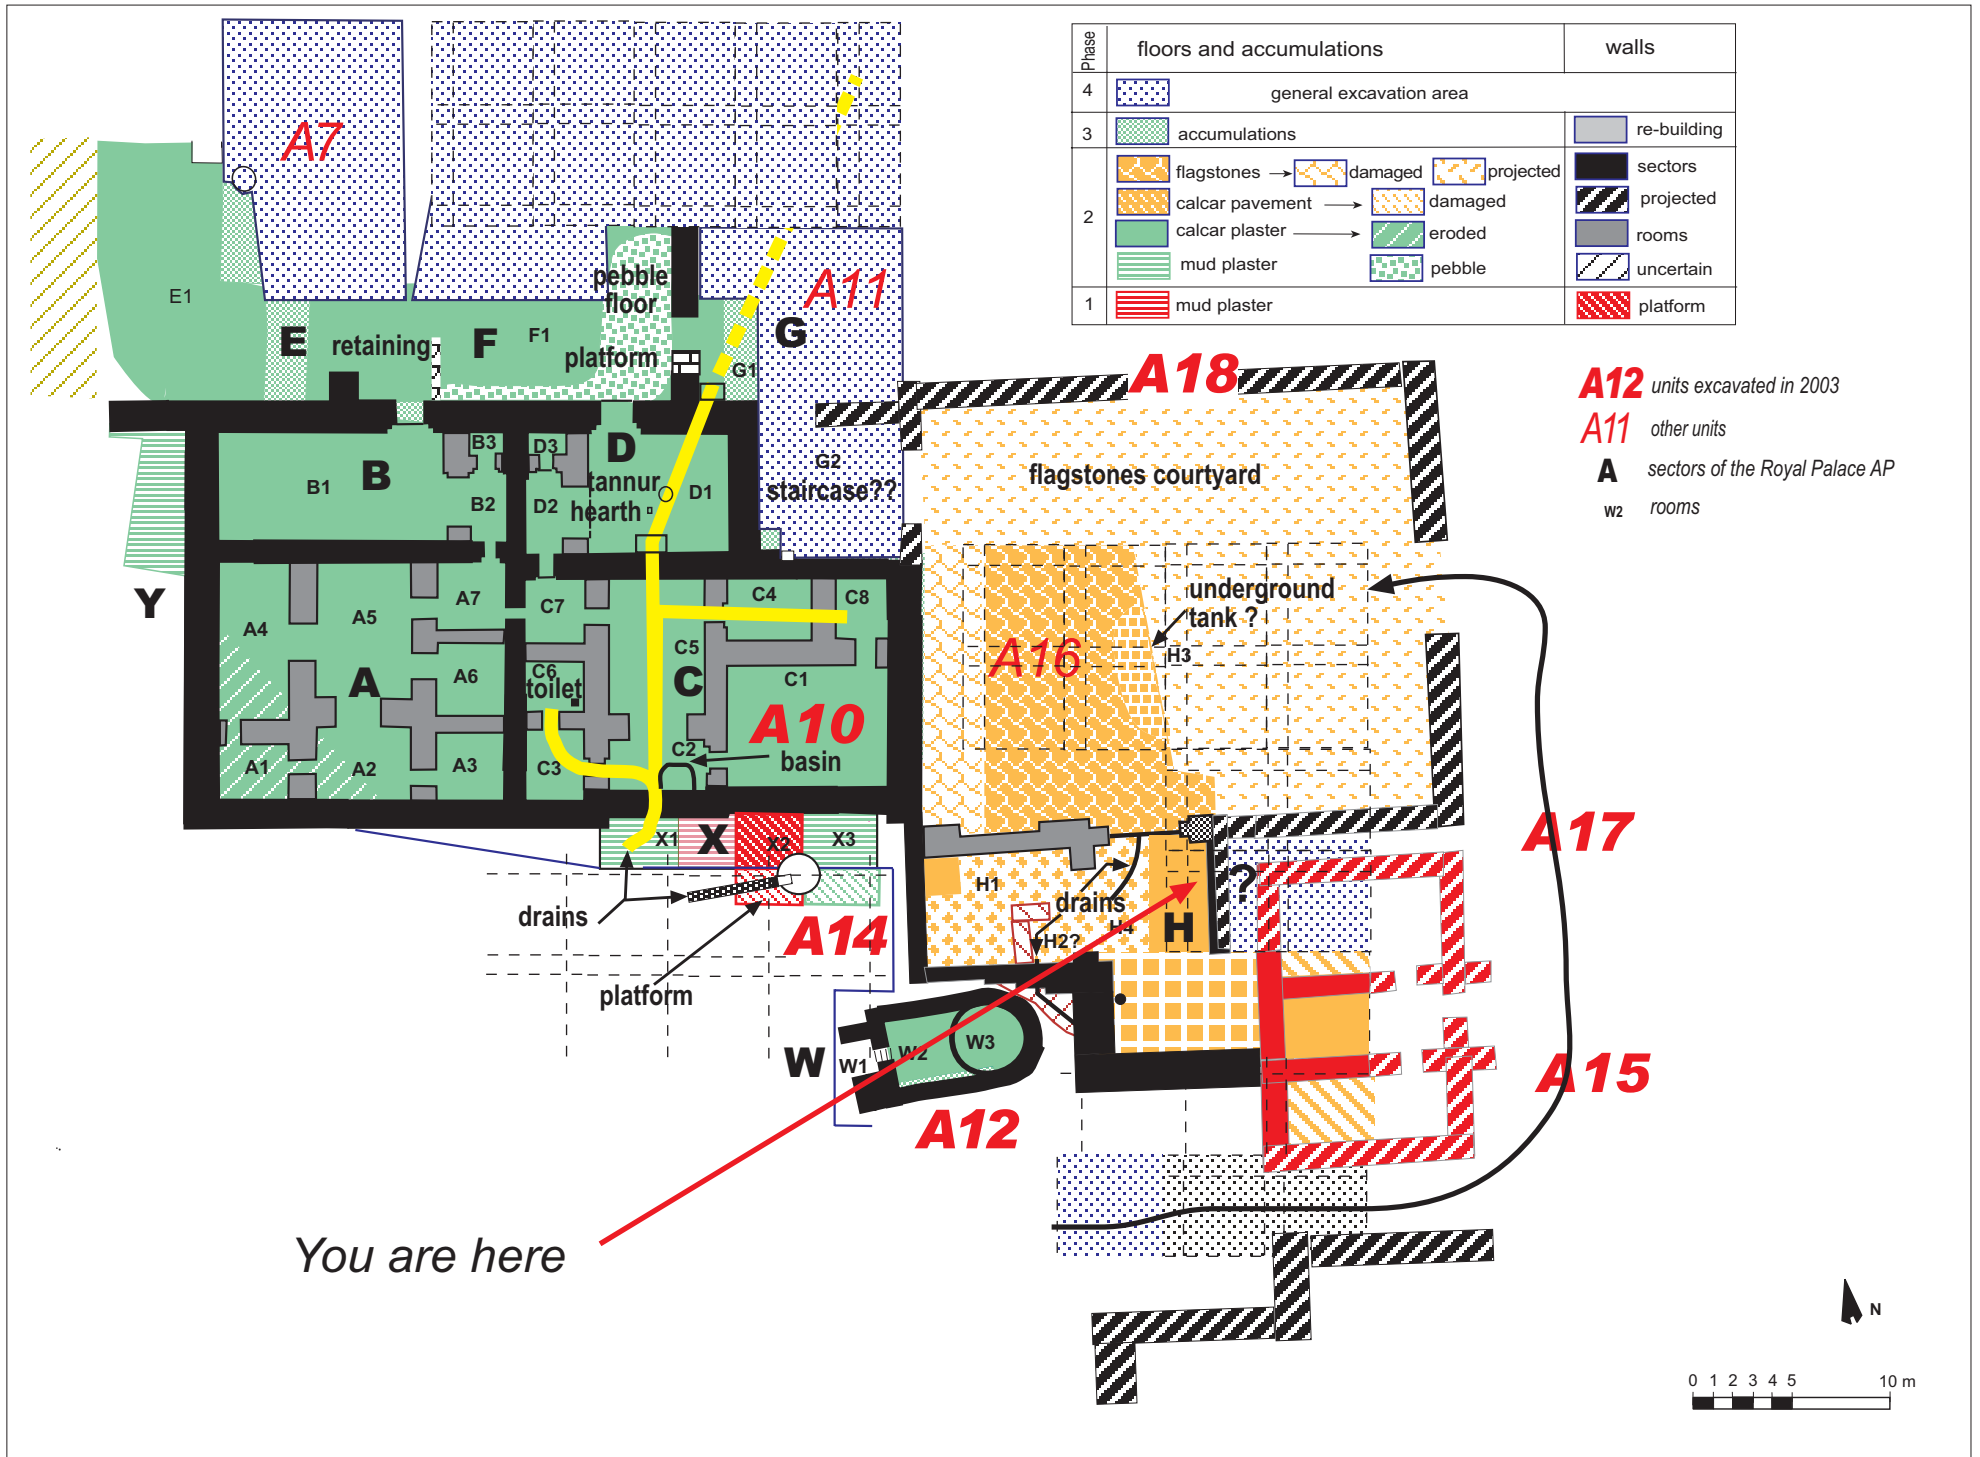 Phase
floors and accumulations
walls
4
general excavation area
3
accumulations
re-building
2
flagstones
damaged
projected
sectors
calcar pavement
damaged
projected
calcar plaster
eroded
rooms
mud plaster
pebble
uncertain
1
mud plaster
platform
A12 units excavated in 2003
A11 other units
A sectors of the Royal Palace AP
W2 rooms
A7
A11
A18
E1
pebble
floor
E
retaining
F
F1
platform
G
G1
B3
D3
D
B
B1
B2
D2
tannur
hearth
D1
G2
staircase??
flagstones courtyard
Y
A4
A5
A7
C7
C4
C8
underground
tank ?
C5
A16
H3
A
A6
C6
toilet
C
C1
A10
C2
basin
A1
A2
A3
C3
X1
X
X2
X3
A17
H1
drains
?
drains
A14
H2?
H4
H
platform
W
W1
W2
W3
A15
A12
You are here
N
0 1 2 3 4 5 10 m